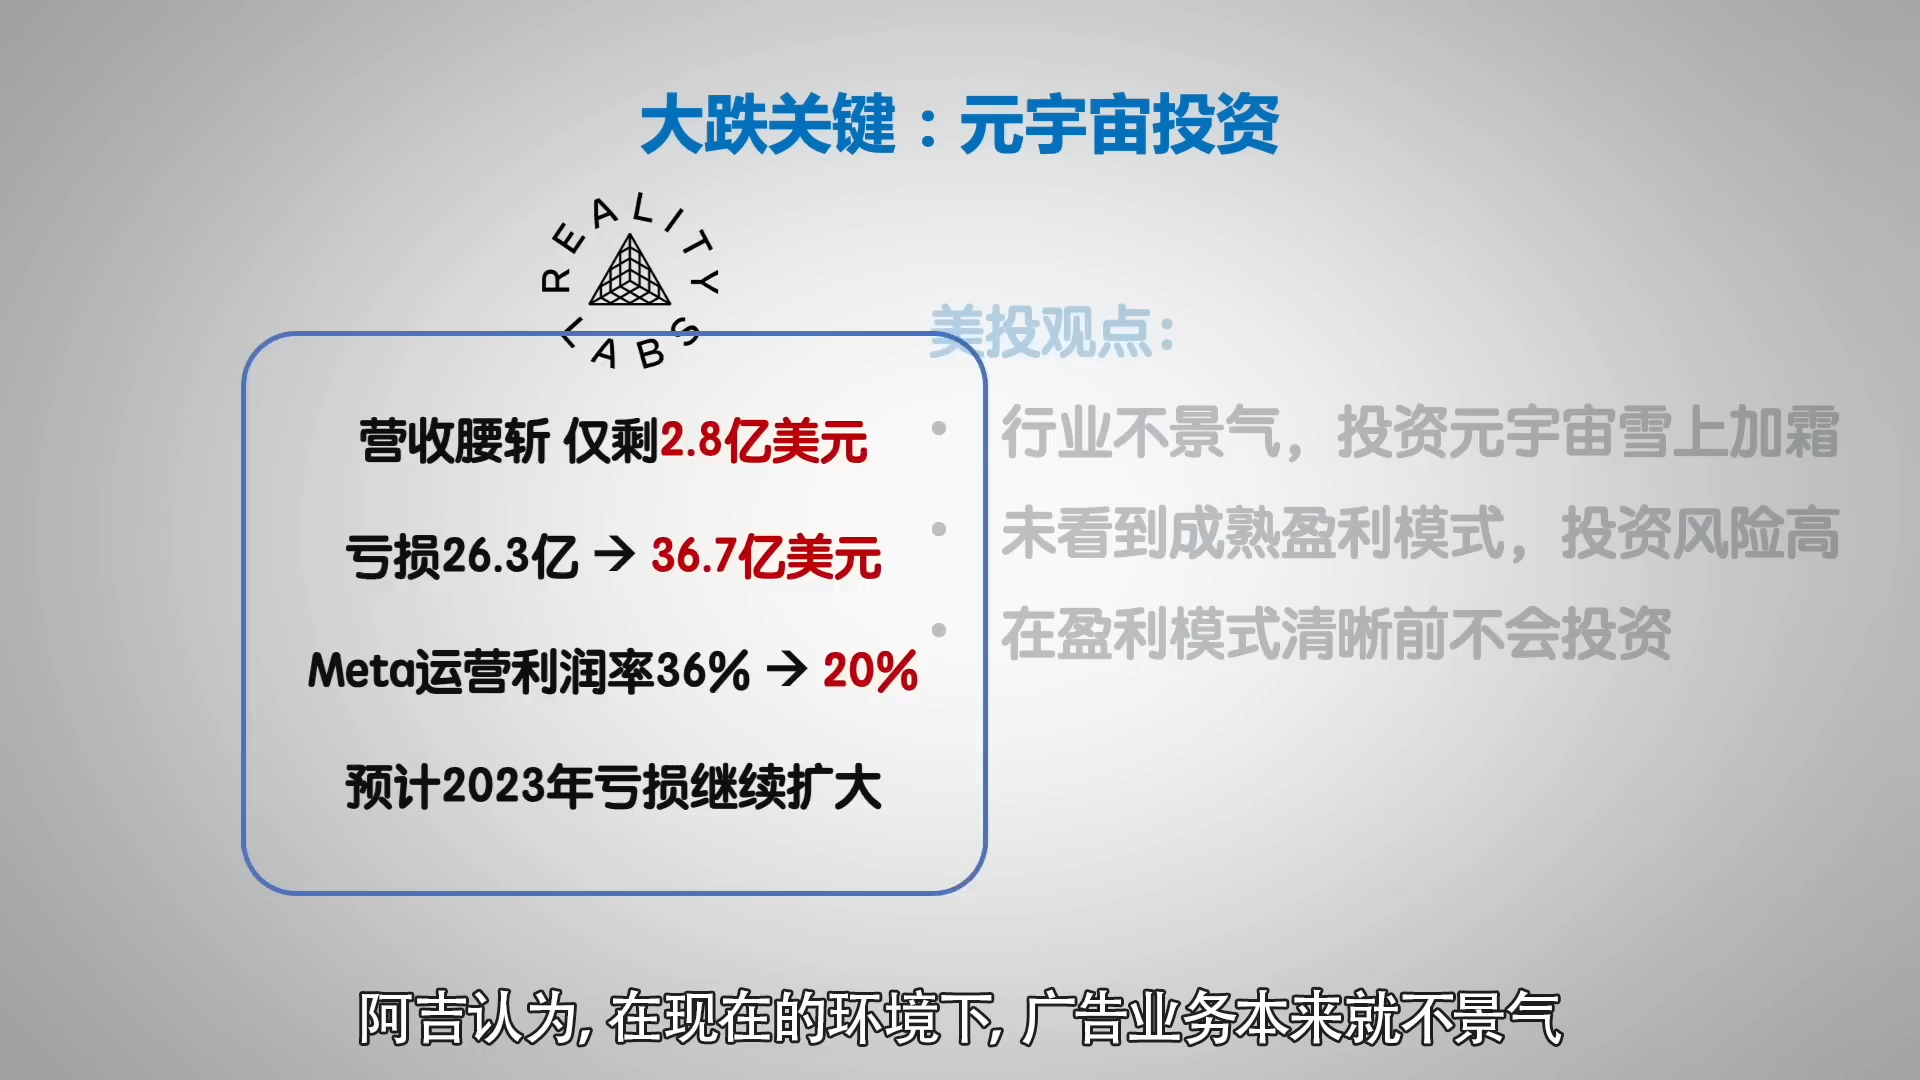 大跌关键：元宇宙投资
REALITY LABS
营收腰斩 仅剩2.8亿美元
亏损26.3亿 → 36.7亿美元
Meta运营利润率36% → 20%
预计2023年亏损继续扩大
美投观点：
• 行业不景气，投资元宇宙雪上加霜
• 未看到成熟盈利模式，投资风险高
• 在盈利模式清晰前不会投资
阿吉认为, 在现在的环境下, 广告业务本来就不景气